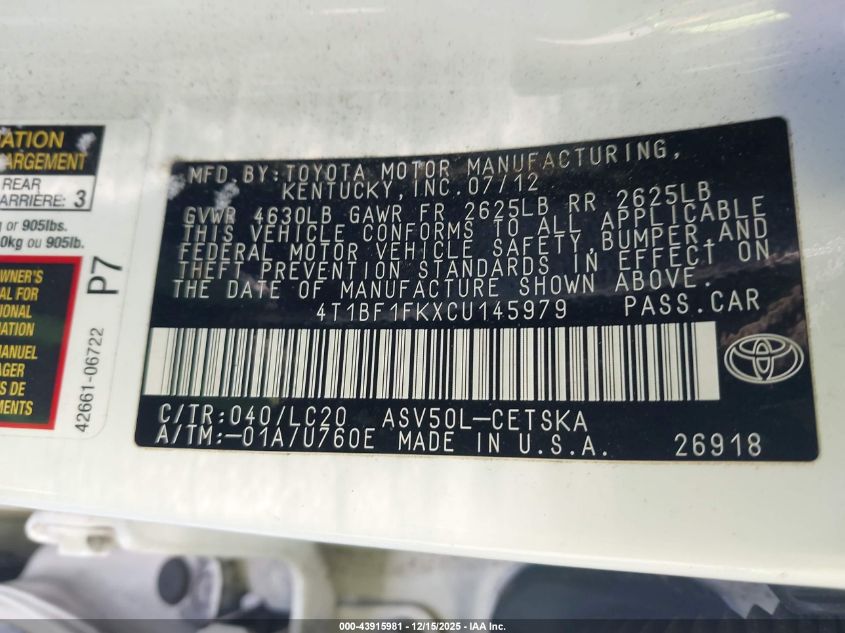 ATION
ARGEMENT
REAR
ARRIÈRE: 3
g or 905lbs.
0kg ou 905lb.
OWNER'S
AL FOR
TIONAL
TION
MANUEL
AGER
S DE
MENTS.
P7
42661-06722
MFD. BY: TOYOTA MOTOR MANUFACTURING,
KENTUCKY, INC. 07/12
GVWR 4630LB GAWR FR 2625LB RR 2625LB
THIS VEHICLE CONFORMS TO ALL APPLICABLE
FEDERAL MOTOR VEHICLE SAFETY, BUMPER, AND
THEFT PREVENTION STANDARDS IN EFFECT ON
THE DATE OF MANUFACTURE SHOWN ABOVE.
4T1BF1FKXCU145979 PASS.CAR
C/TR: 040/LC20 ASV50L-CETSKA
A/TM: -01A/U760E MADE IN U.S.A. 26918
000-43915981 - 12/15/2025 - IAA Inc.